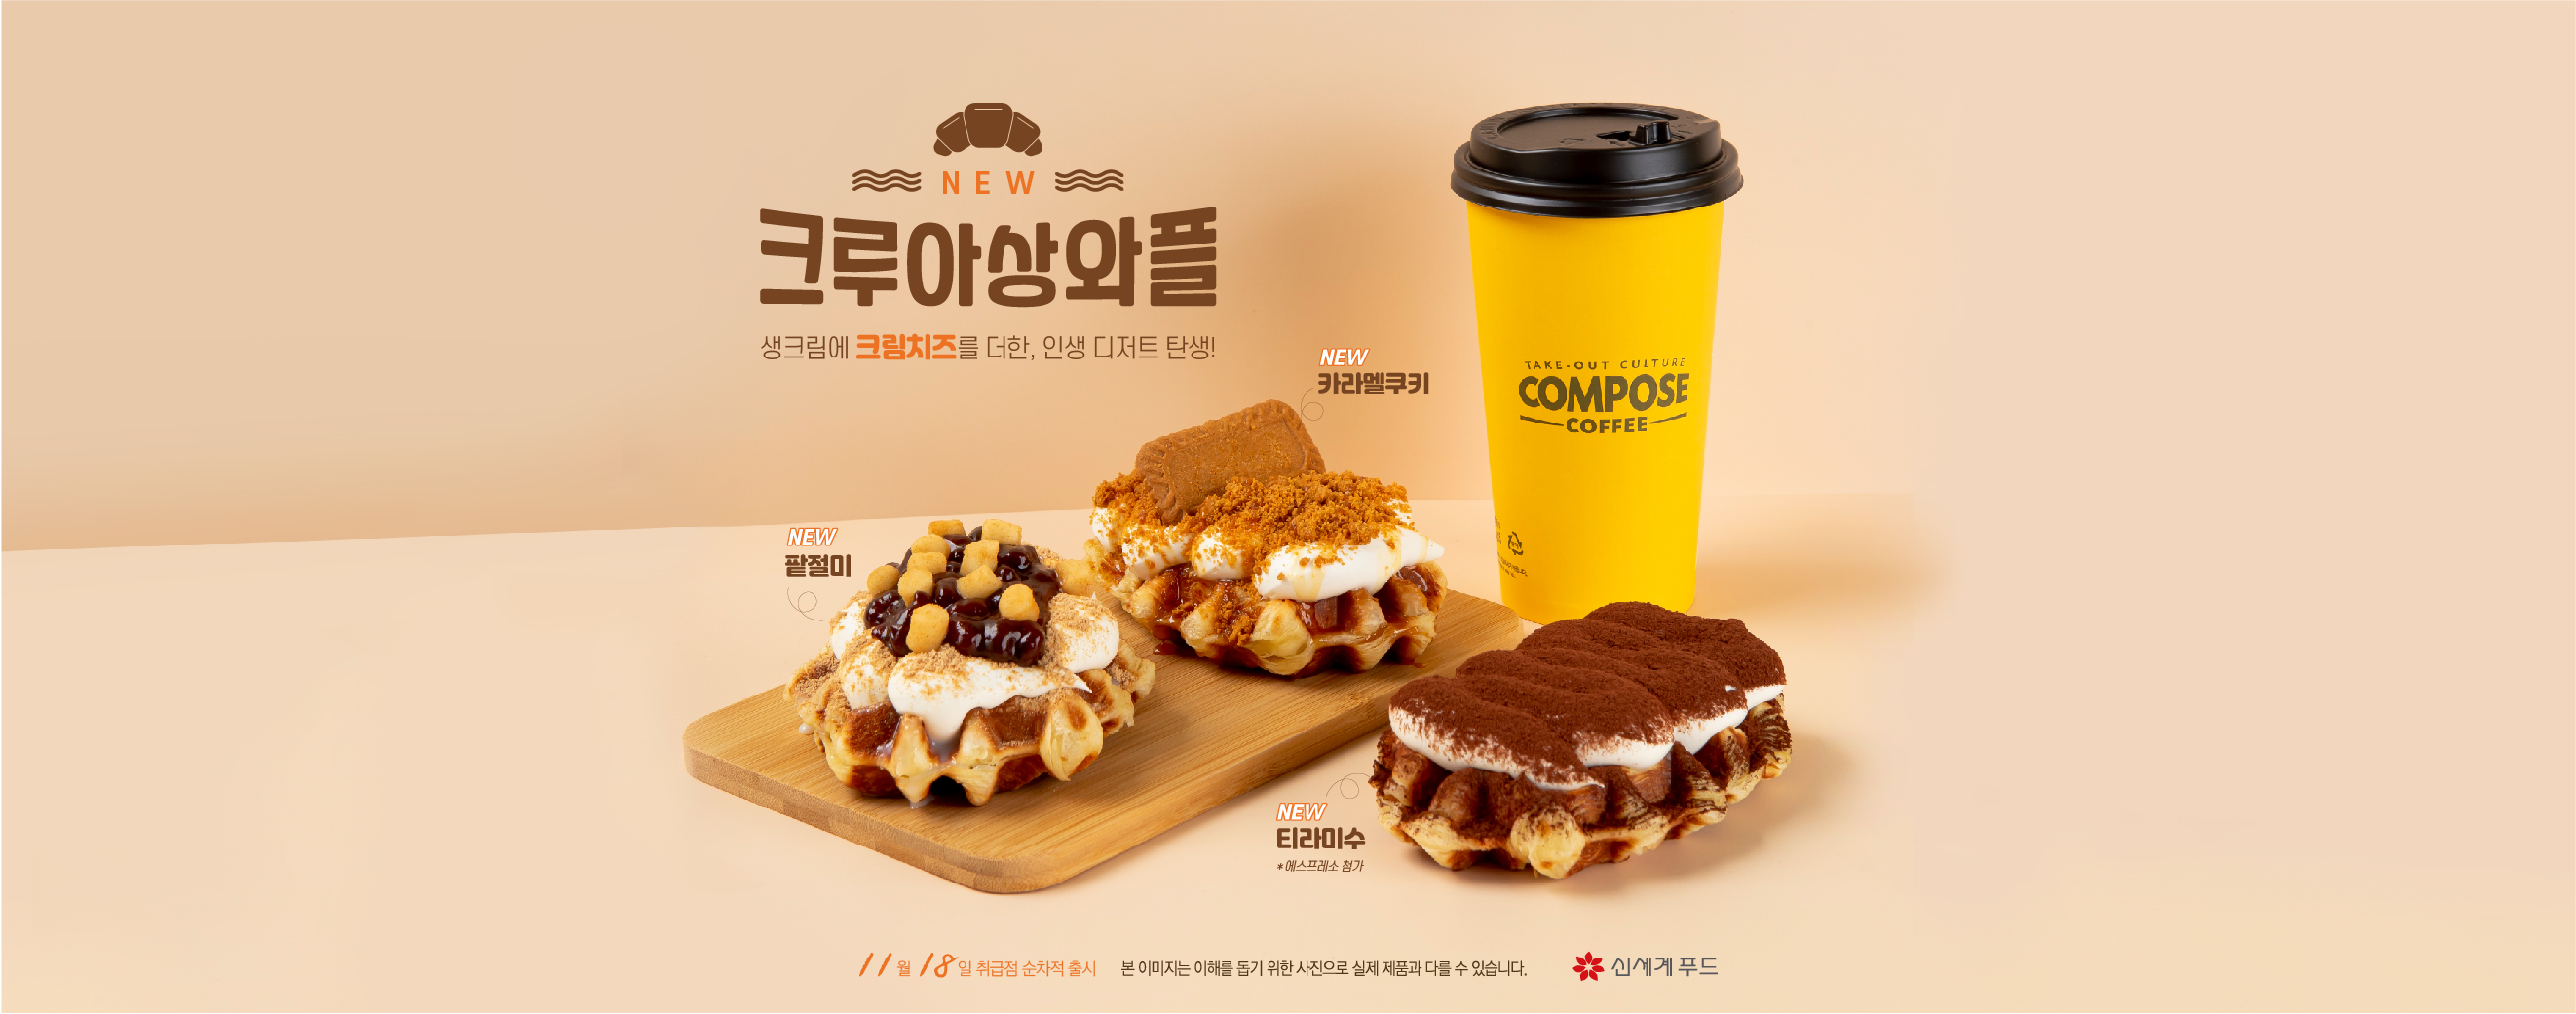 NEW
크루아상와플
생크림에 크림치즈를 더한, 인생 디저트 탄생!
NEW
카라멜쿠키
TAKE-OUT CULTURE
COMPOSE
COFFEE
NEW
팥절미
NEW
티라미수
*에스프레소 첨가
11월 18일 취급점 순차적 출시
본 이미지는 이해를 돕기 위한 사진으로 실제 제품과 다를 수 있습니다.
신세계푸드